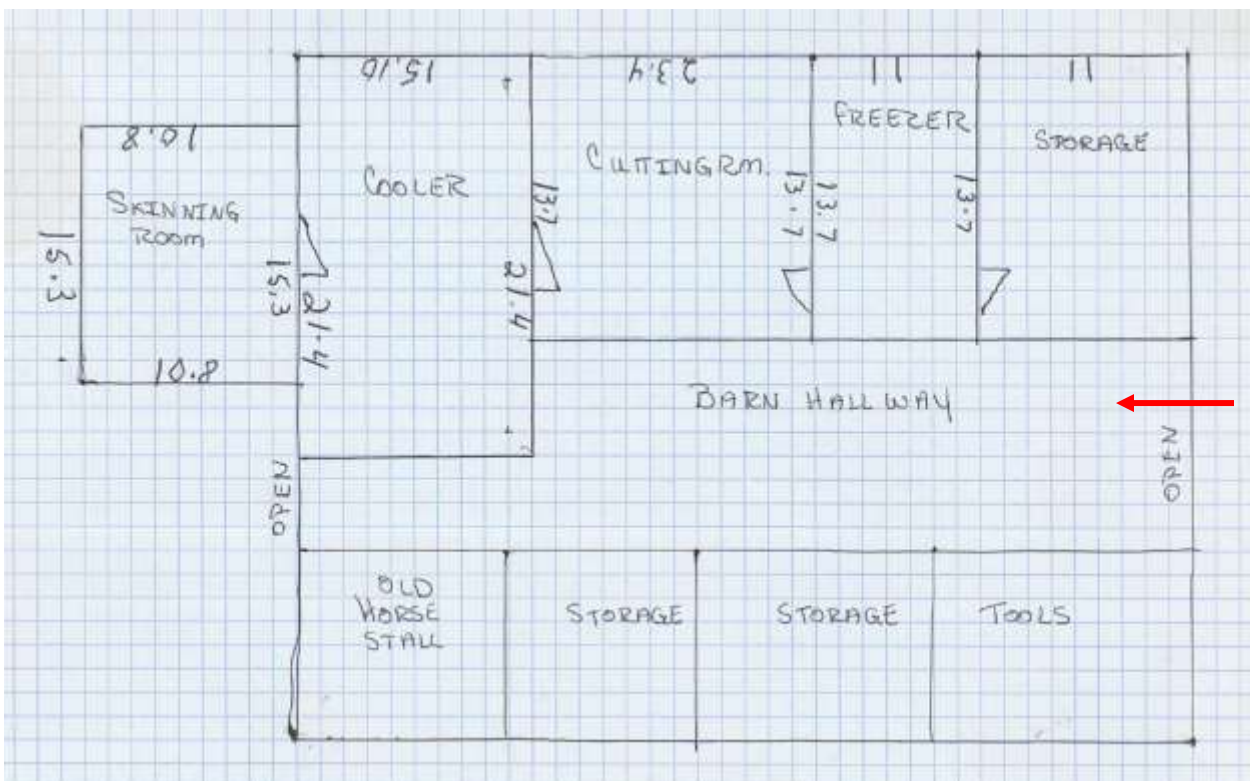 15.10
23.4
11
11
10.8
FREEZER
STORAGE
CUTTING RM.
COOLER
SKINNING
ROOM
13.7
13.7
13.7
13.7
15.3
15.3
21.4
21.4
10.8
BARN HALLWAY
OPEN
OPEN
OLD
HORSE
STALL
STORAGE
STORAGE
TOOLS